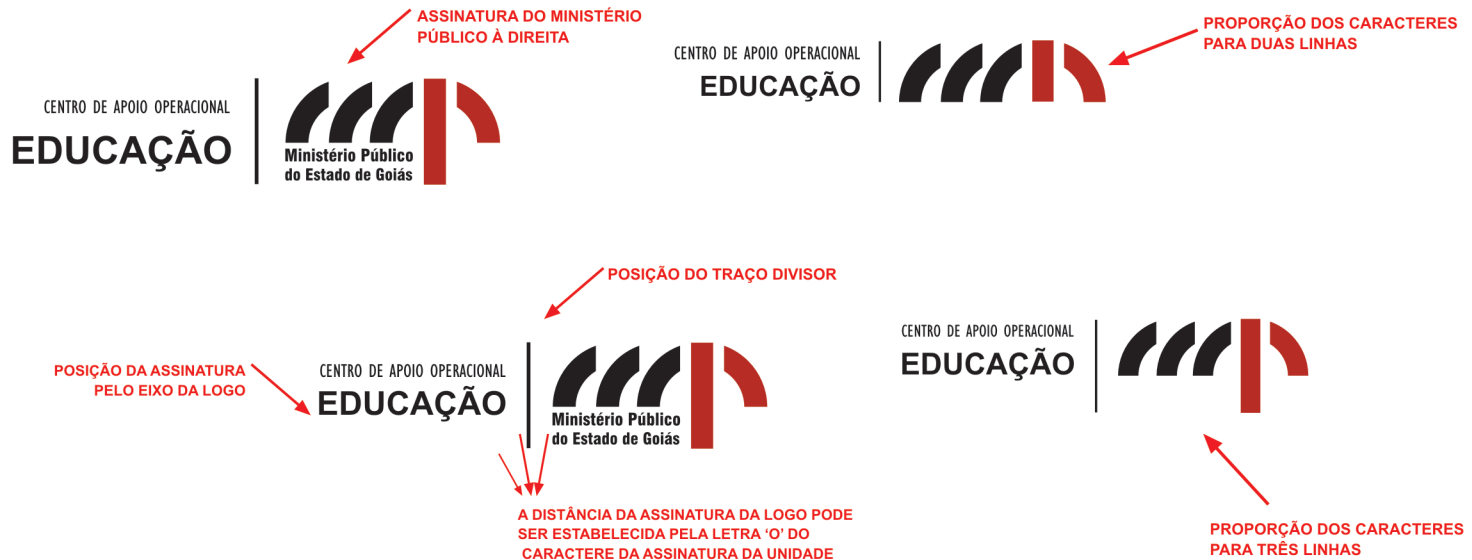 ASSINATURA DO MINISTÉRIO
PÚBLICO À DIREITA
CENTRO DE APOIO OPERACIONAL
EDUCAÇÃO
Ministério Público
do Estado de Goiás
PROPORÇÃO DOS CARACTERES
PARA DUAS LINHAS
CENTRO DE APOIO OPERACIONAL
EDUCAÇÃO
POSIÇÃO DO TRAÇO DIVISOR
POSIÇÃO DA ASSINATURA
PELO EIXO DA LOGO
CENTRO DE APOIO OPERACIONAL
EDUCAÇÃO
Ministério Público
do Estado de Goiás
A DISTÂNCIA DA ASSINATURA DA LOGO PODE
SER ESTABELECIDA PELA LETRA ‘O’ DO
CARACTERE DA ASSINATURA DA UNIDADE
CENTRO DE APOIO OPERACIONAL
EDUCAÇÃO
PROPORÇÃO DOS CARACTERES
PARA TRÊS LINHAS